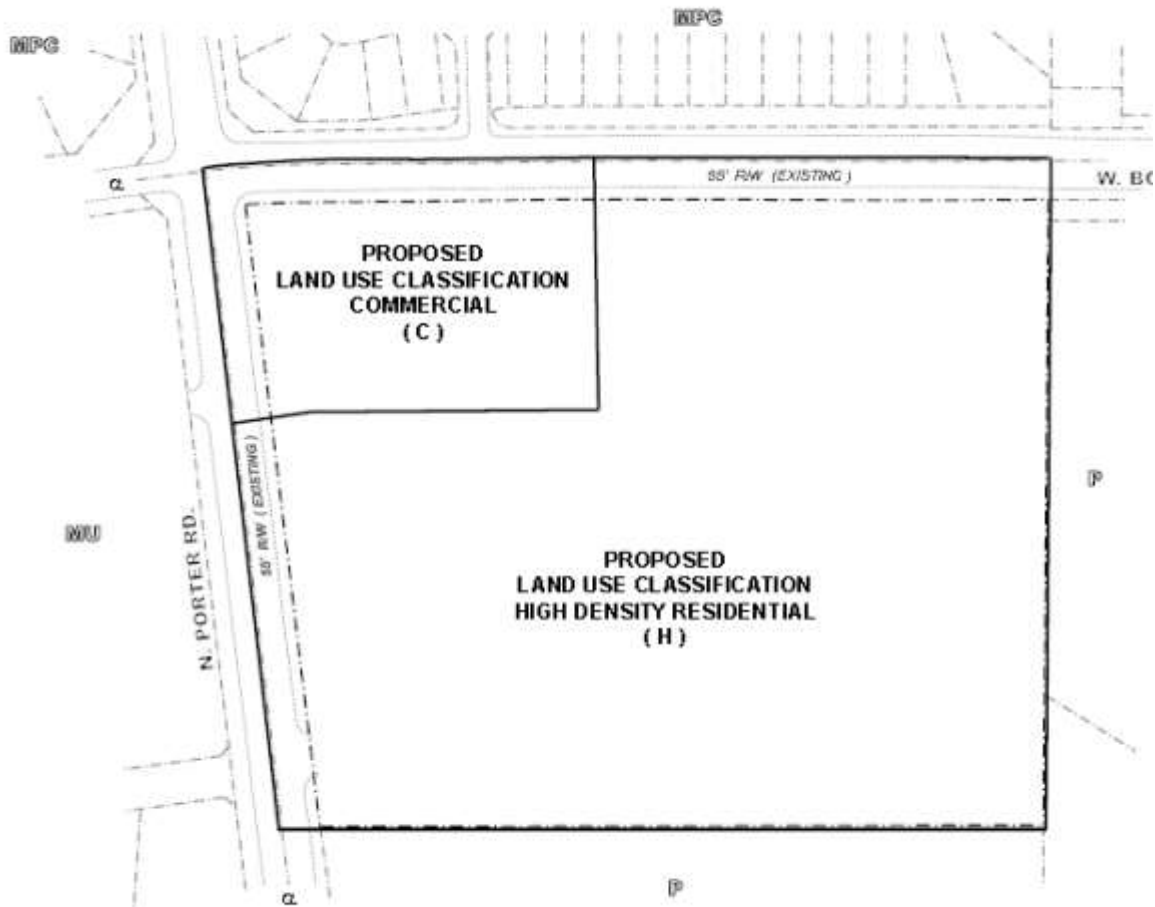 MPC
MPC
55' R/W (EXISTING)
W. BO
PROPOSED
LAND USE CLASSIFICATION
COMMERCIAL
( C )
55' R/W (EXISTING)
N. PORTER RD.
MU
P
PROPOSED
LAND USE CLASSIFICATION
HIGH DENSITY RESIDENTIAL
( H )
P